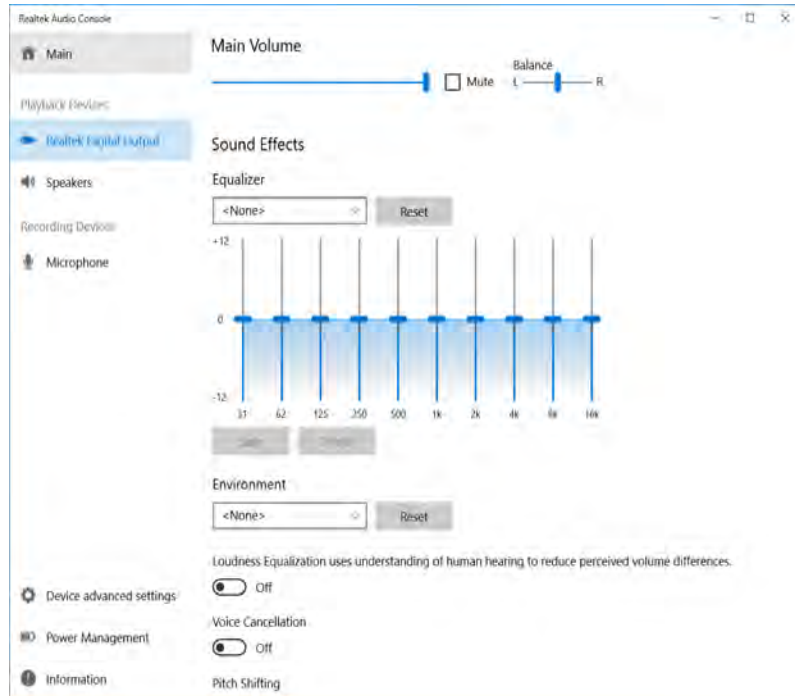 Realtek Audio Console
Main
Playback Devices
Realtek Digital Output
Speakers
Recording Devices
Microphone
Device advanced settings
Power Management
Information
Main Volume
Mute
Balance
L
R
Sound Effects
Equalizer
<None>
Reset
+12
0
-12
31 62 125 250 500 1k 2k 4k 16k
Environment
<None>
Reset
Loudness Equalization uses understanding of human hearing to reduce perceived volume differences.
Off
Voice Cancellation
Off
Pitch Shifting